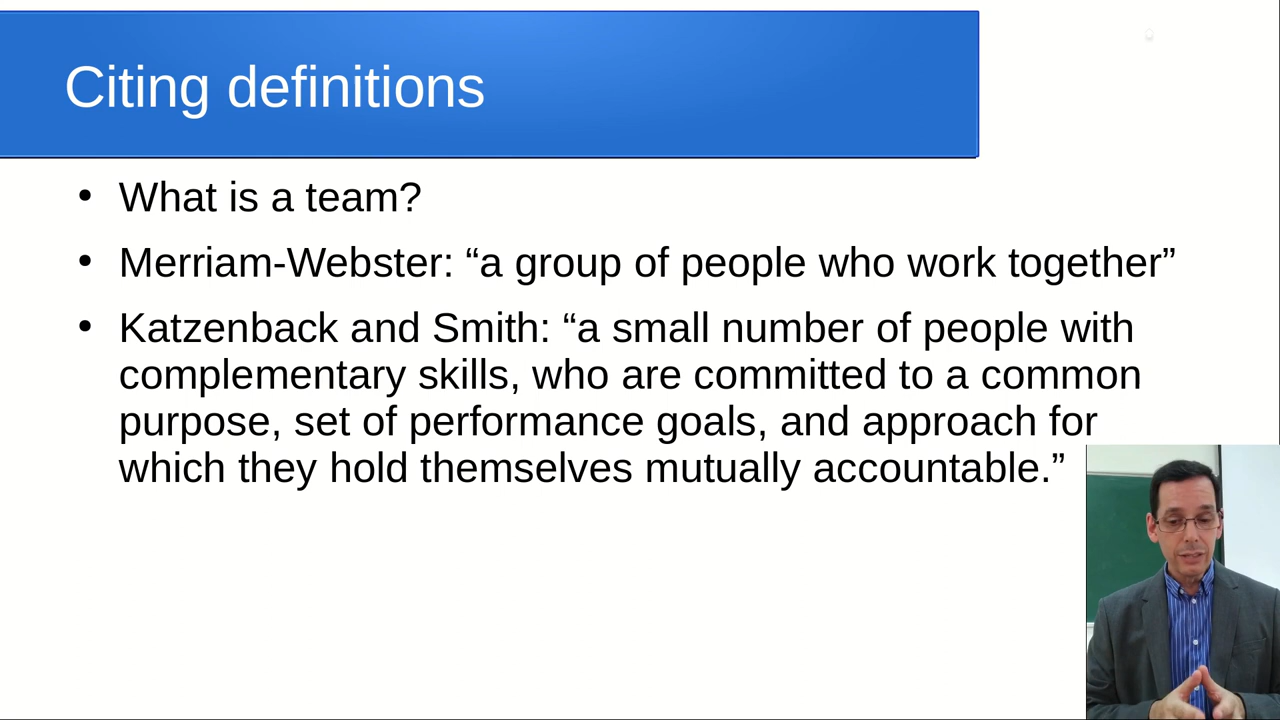 Citing definitions
• What is a team?
• Merriam-Webster: “a group of people who work together”
• Katzenback and Smith: “a small number of people with
complementary skills, who are committed to a common
purpose, set of performance goals, and approach for
which they hold themselves mutually accountable.”